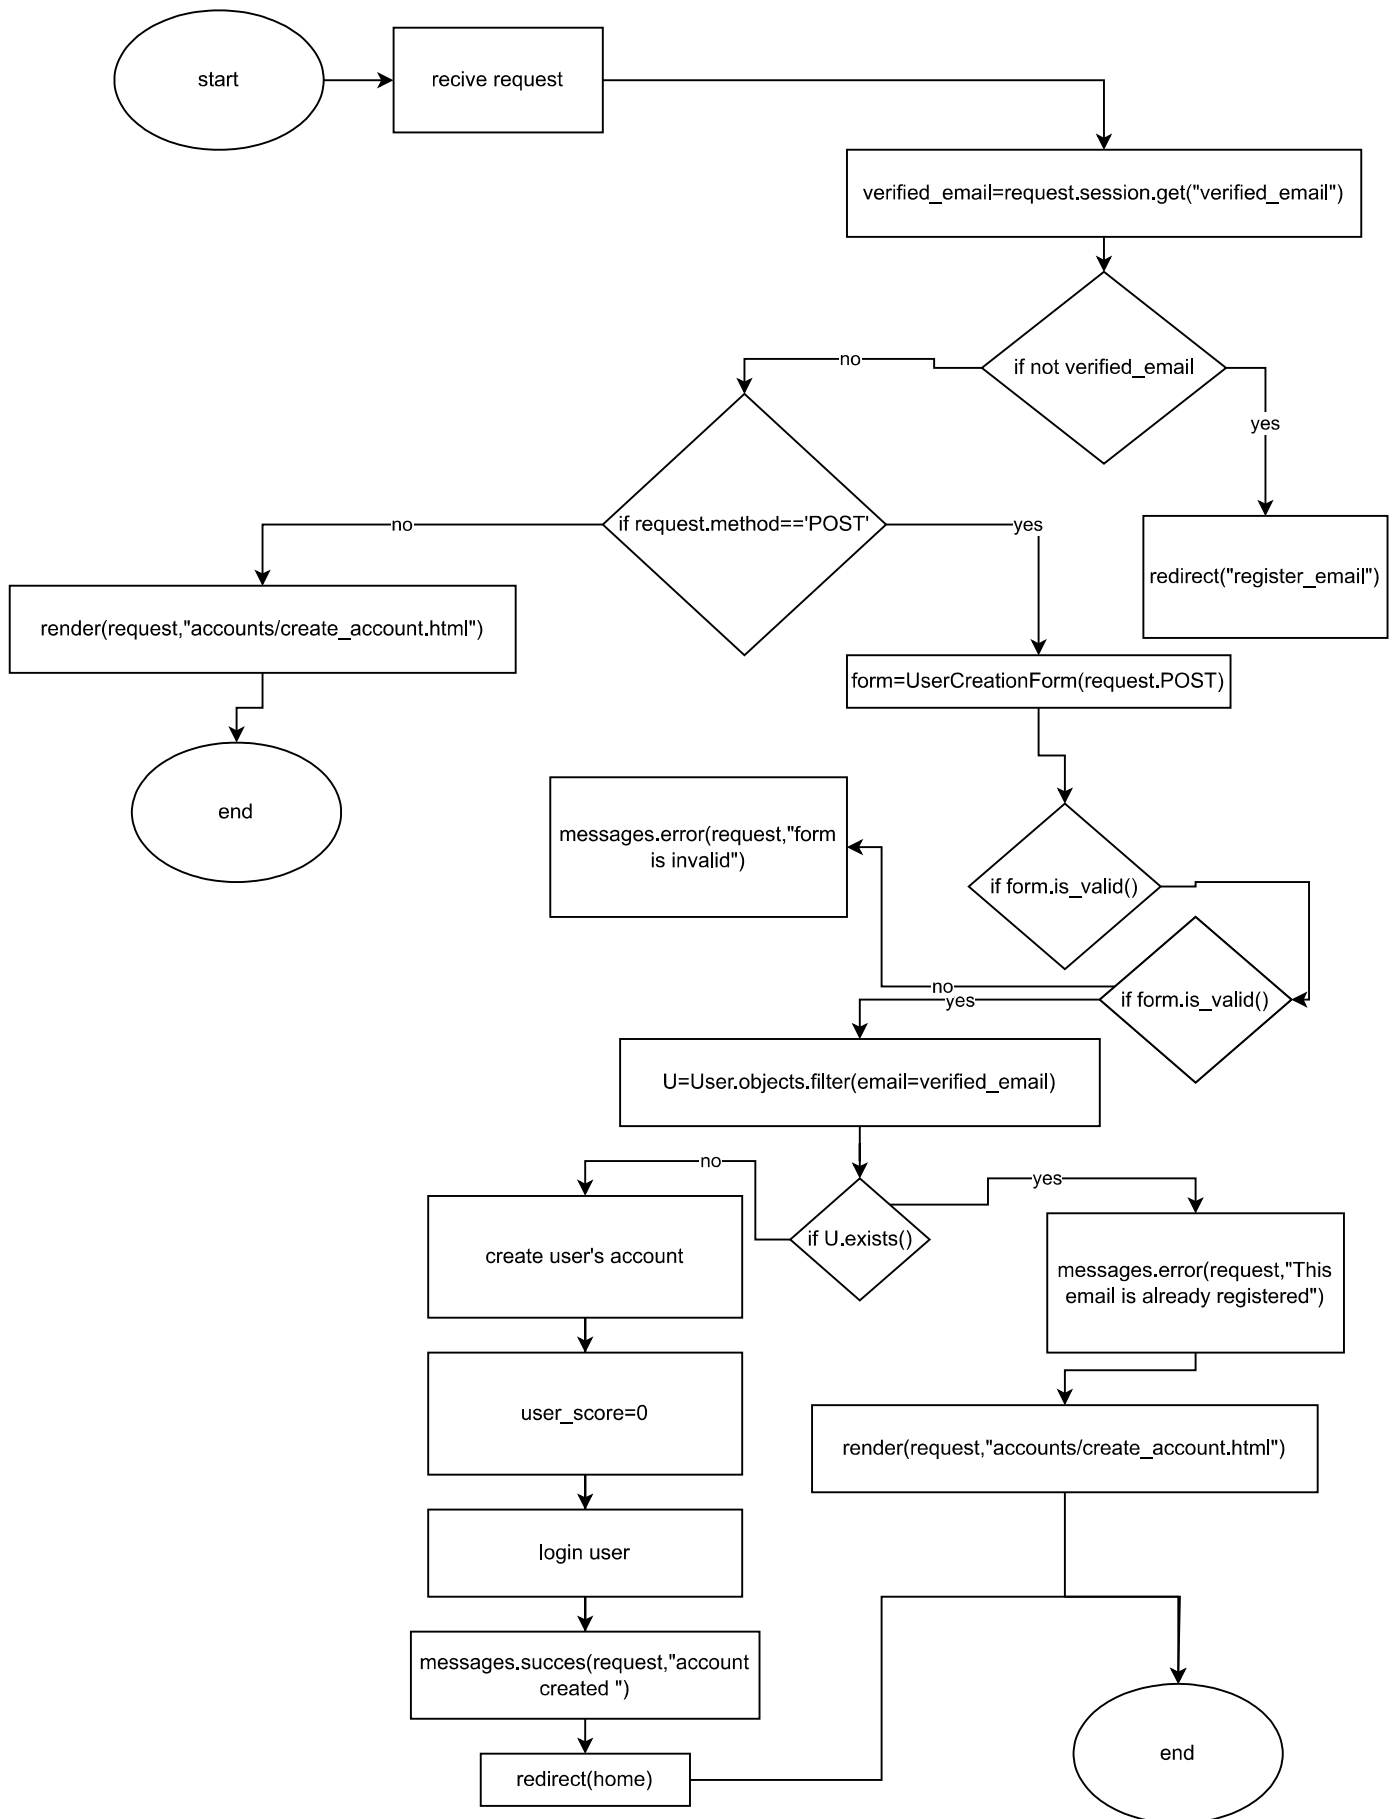 start
recive request
verified_email=request.session.get("verified_email")
if not verified_email
no
yes
if request.method=='POST'
no
yes
redirect("register_email")
render(request,"accounts/create_account.html")
form=UserCreationForm(request.POST)
end
messages.error(request,"form
is invalid")
if form.is_valid()
no
yes
if form.is_valid()
U=User.objects.filter(email=verified_email)
no
yes
if U.exists()
create user's account
messages.error(request,"This
email is already registered")
user_score=0
render(request,"accounts/create_account.html")
login user
messages.succes(request,"account
created ")
redirect(home)
end